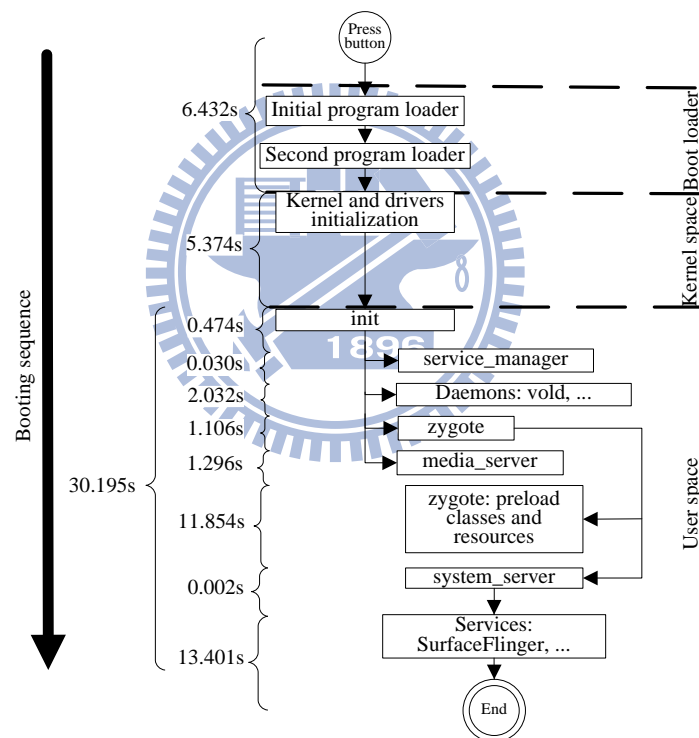 Press
button
6.432s
Initial program loader
Second program loader
Boot loader
Kernel and drivers
initialization
5.374s
Kernel space
Booting sequence
init
0.474s
1896
service_manager
0.030s
Daemons: vold, ...
2.032s
zygote
1.106s
media_server
1.296s
30.195s
zygote: preload
classes and
resources
11.854s
User space
system_server
0.002s
Services:
SurfaceFlinger, ...
13.401s
End